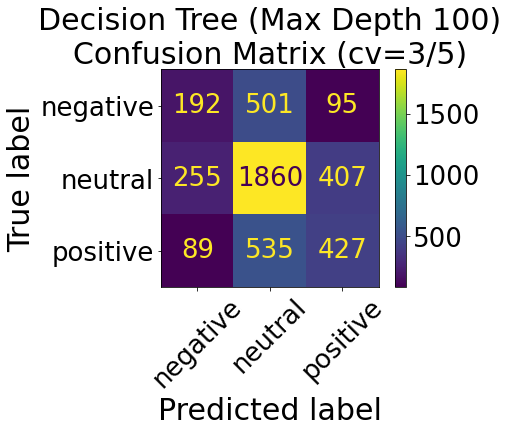 Decision Tree (Max Depth 100)
Confusion Matrix (cv=3/5)
True label
negative 192 501 95
neutral 255 1860 407
positive 89 535 427
negative neutral positive
Predicted label
1500
1000
500